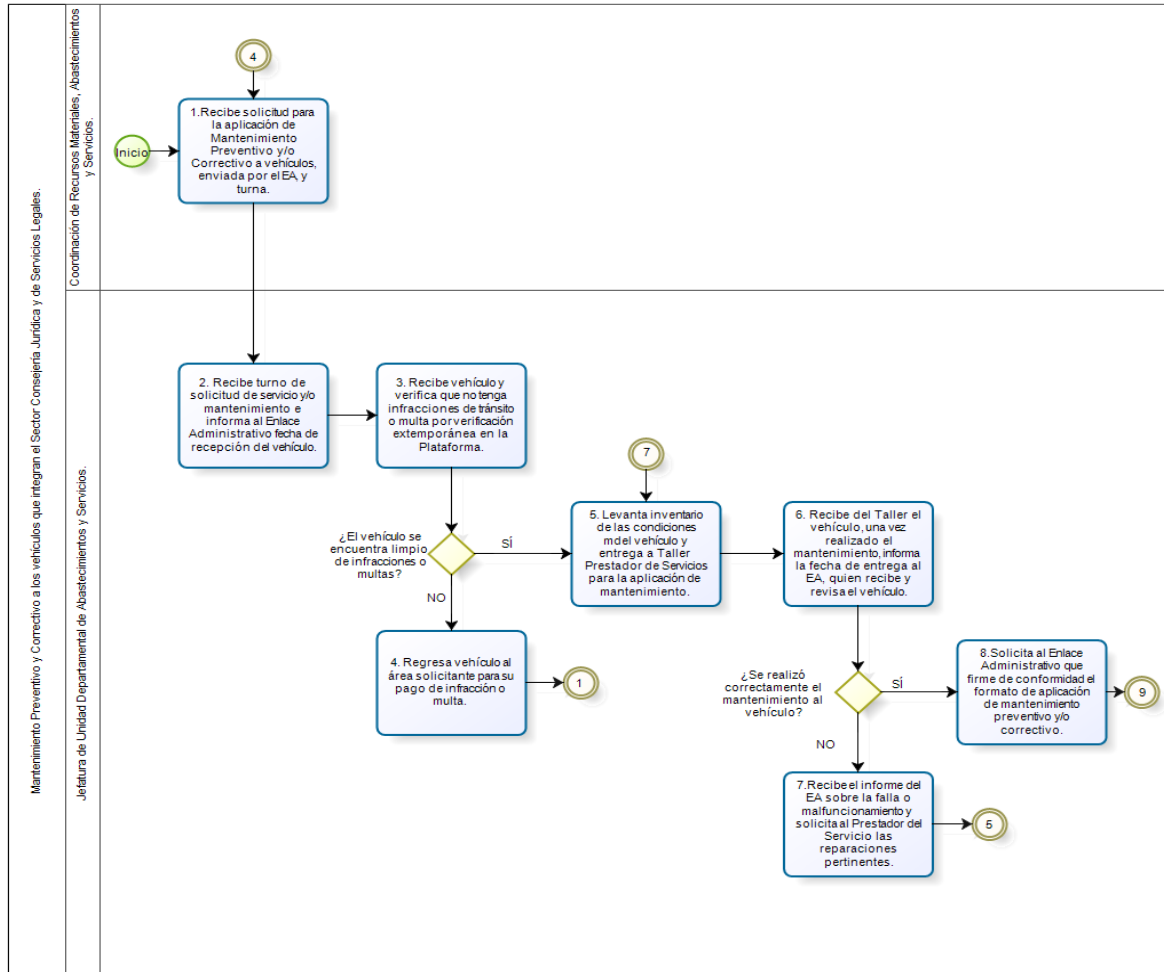 Mantenimiento Preventivo y Correctivo a los vehículos que integran el Sector Consejería Jurídica y de Servicios Legales.
Coordinación de Recursos Materiales, Abastecimientos
y Servicios.
4
Inicio
1.Recibe solicitud para
la aplicación de
Mantenimiento
Preventivo y/o
Correctivo a vehículos,
enviada por el EA, y
turna.
Jefatura de Unidad Departamental de Abastecimientos y Servicios.
2. Recibe turno de
solicitud de servicio y/o
mantenimiento e
informa al Enlace
Administrativo fecha de
recepción del vehículo.
3. Recibe vehículo y
verifica que no tenga
infracciones de tránsito
o multa por verificación
extemporánea en la
Plataforma.
¿El vehículo se
encuentra limpio
de infracciones o
multas?
SÍ
NO
4. Regresa vehículo al
área solicitante para su
pago de infracción o
multa.
1
7
5. Levanta inventario
de las condiciones
mdel vehículo y
entrega a Taller
Prestador de Servicios
para la aplicación de
mantenimiento.
6. Recibe del Taller el
vehículo, una vez
realizado el
mantenimiento, informa
la fecha de entrega al
EA, quien recibe y
revisa el vehículo.
¿Se realizó
correctamente el
mantenimiento al
vehículo?
SÍ
NO
8.Solicita al Enlace
Administrativo que
firme de conformidad el
formato de aplicación
de mantenimiento
preventivo y/o
correctivo.
9
7.Recibe el informe del
EA sobre la falla o
malfuncionamiento y
solicita al Prestador del
Servicio las
reparaciones
pertinentes.
5